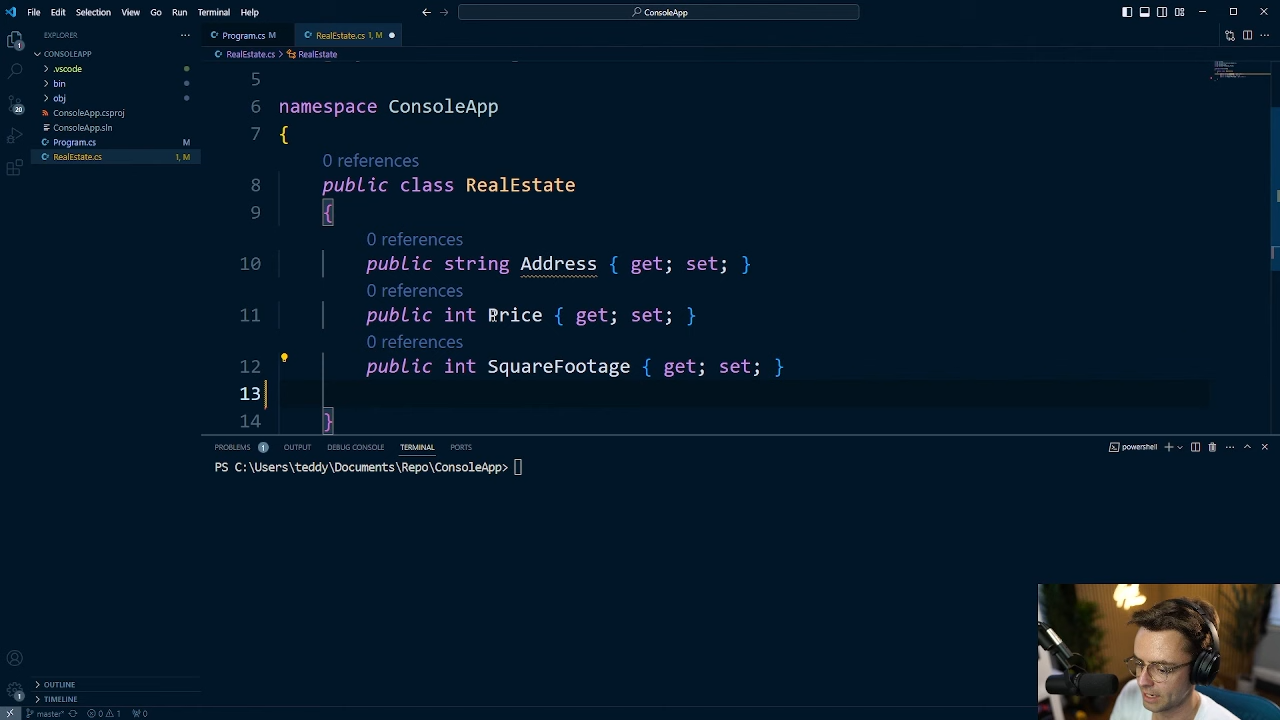 File Edit Selection View Go Run Terminal Help
ConsoleApp
EXPLORER
CONSOLEAPP
.vscode
bin
obj
ConsoleApp.csproj
ConsoleApp.sln
Program.cs M
RealEstate.cs 1, M
OUTLINE
TIMELINE
1
20
1
Program.cs M
RealEstate.cs 1, M
RealEstate.cs > RealEstate
5
6 namespace ConsoleApp
7 {
0 references
8 public class RealEstate
9 {
0 references
10 public string Address { get; set; }
0 references
11 public int Price { get; set; }
0 references
12 public int SquareFootage { get; set; }
13
14 }
PROBLEMS 1 OUTPUT DEBUG CONSOLE TERMINAL PORTS
powershell
PS C:\Users\teddy\Documents\Repo\ConsoleApp>
master* 0 1 0